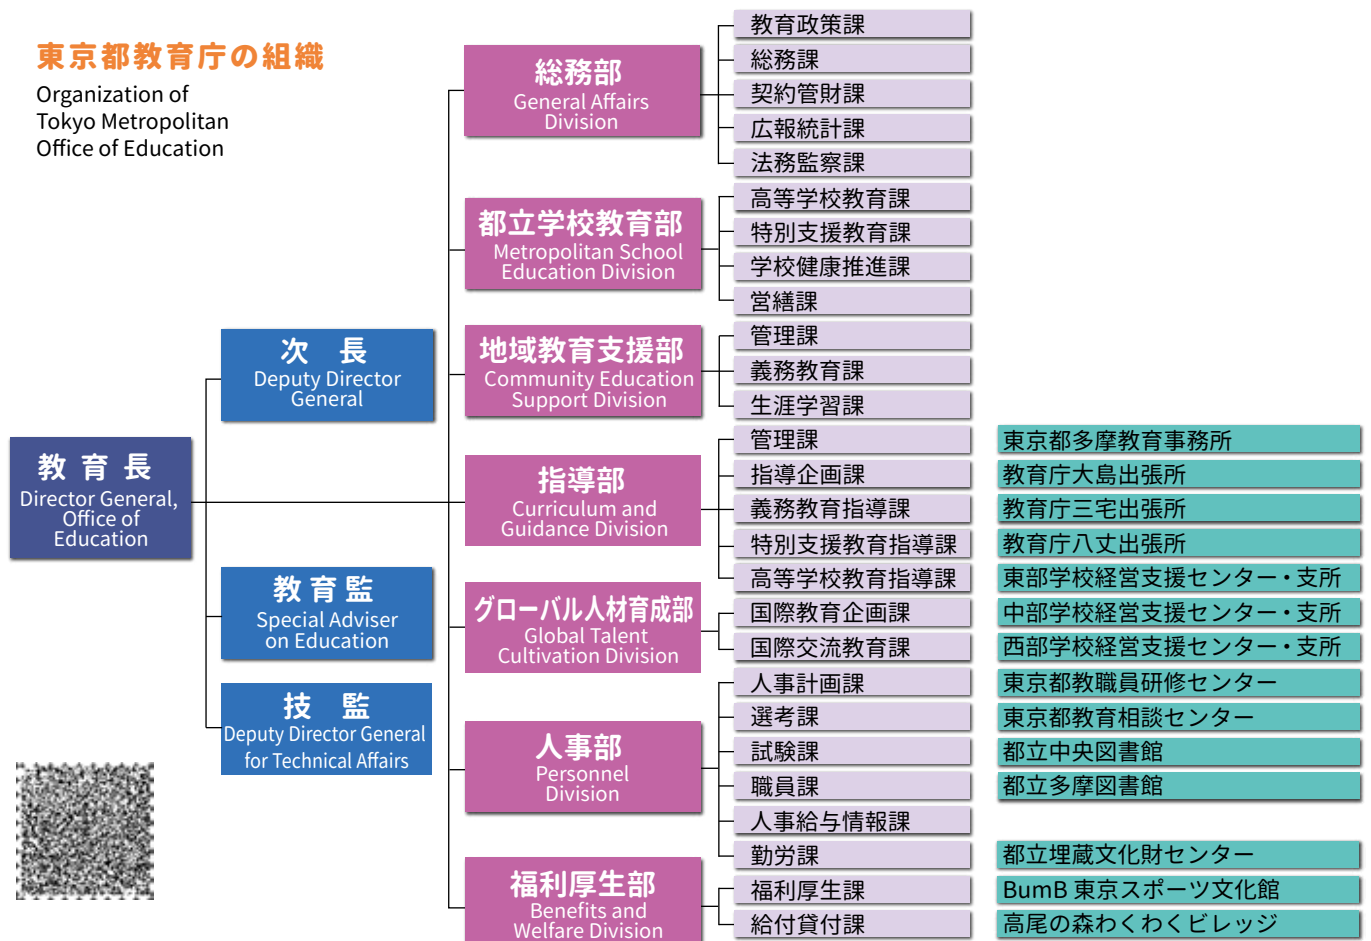 東京都教育庁の組織
Organization of
Tokyo Metropolitan
Office of Education
教育長
Director General,
Office of
Education
次 長
Deputy Director
General
教育監
Special Adviser
on Education
技 監
Deputy Director General
for Technical Affairs
総務部
General Affairs
Division
教育政策課
総務課
契約管財課
広報統計課
法務監察課
都立学校教育部
Metropolitan School
Education Division
高等学校教育課
特別支援教育課
学校健康推進課
営繕課
地域教育支援部
Community Education
Support Division
管理課
義務教育課
生涯学習課
指導部
Curriculum and
Guidance Division
管理課
指導企画課
義務教育指導課
特別支援教育指導課
高等学校教育指導課
グローバル人材育成部
Global Talent
Cultivation Division
国際教育企画課
国際交流教育課
人事部
Personnel
Division
人事計画課
選考課
試験課
職員課
人事給与情報課
勤労課
福利厚生部
Benefits and
Welfare Division
福利厚生課
給付貸付課
東京都多摩教育事務所
教育庁大島出張所
教育庁三宅出張所
教育庁八丈出張所
東部学校経営支援センター・支所
中部学校経営支援センター・支所
西部学校経営支援センター・支所
東京都教職員研修センター
東京都教育相談センター
都立中央図書館
都立多摩図書館
都立埋蔵文化財センター
BumB 東京スポーツ文化館
高尾の森わくわくビレッジ